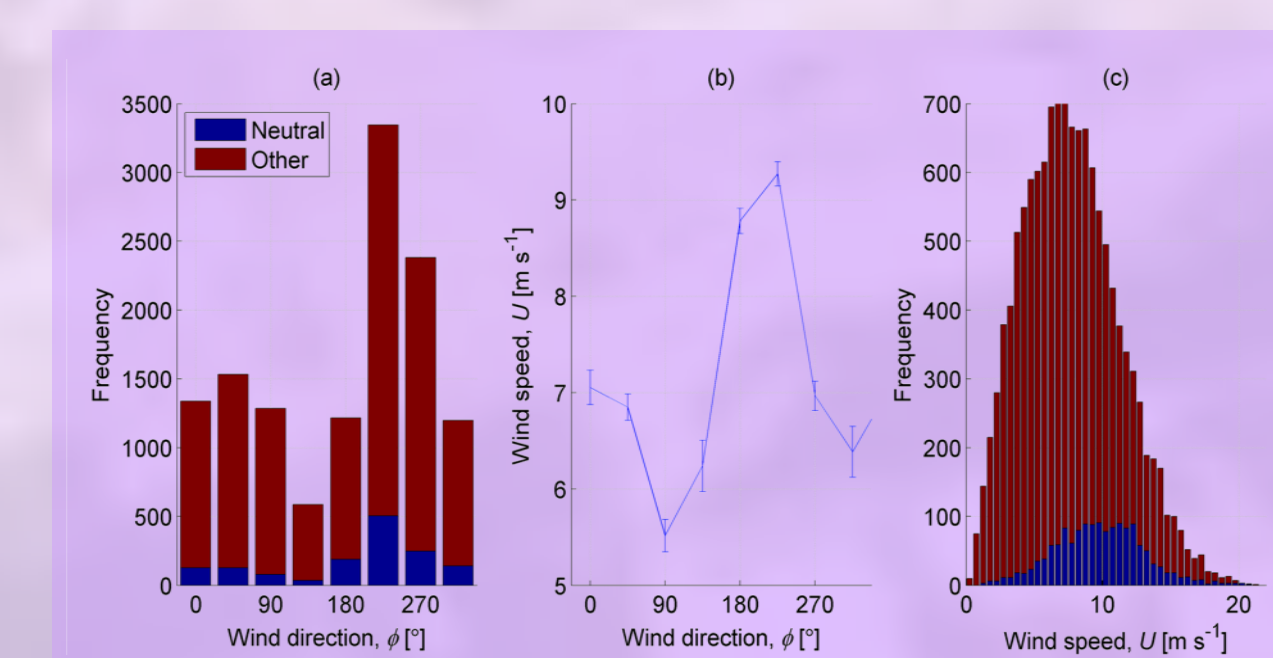 (a)
3500
3000
2500
2000
1500
1000
500
0
Frequency
Neutral
Other
0 90 180 270
Wind direction, ϕ [°]
(b)
10
9
8
7
6
5
Wind speed, U [m s⁻¹]
0 90 180 270
Wind direction, ϕ [°]
(c)
700
600
500
400
300
200
100
0
Frequency
0 10 20
Wind speed, U [m s⁻¹]